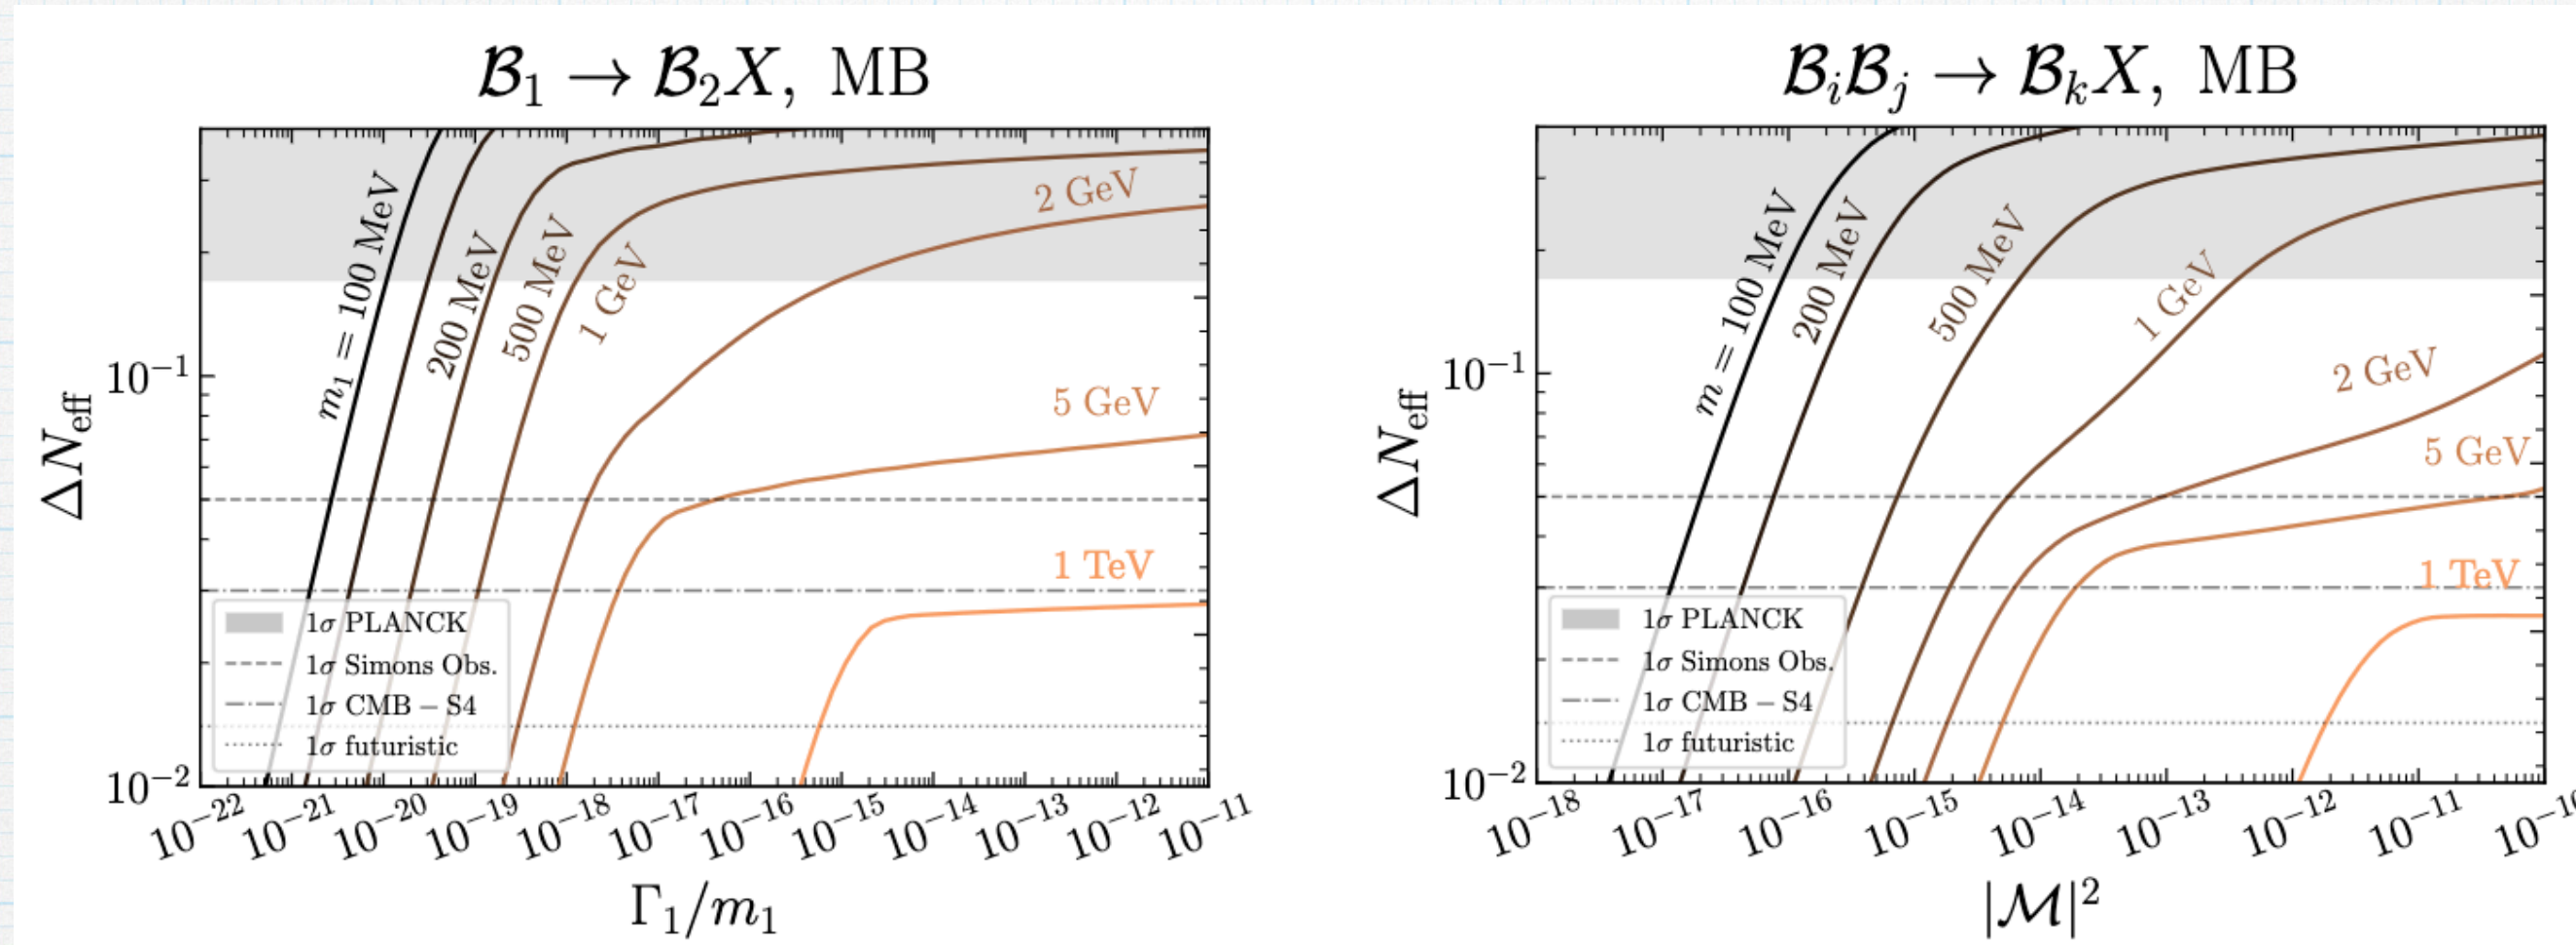 𝓑₁ → 𝓑₂X, MB
ΔN_eff
10⁻¹
10⁻²
m₁ = 100 MeV
200 MeV
500 MeV
1 GeV
2 GeV
5 GeV
1 TeV
1σ PLANCK
1σ Simons Obs.
1σ CMB – S4
1σ futuristic
10⁻²² 10⁻²¹ 10⁻²⁰ 10⁻¹⁹ 10⁻¹⁸ 10⁻¹⁷ 10⁻¹⁶ 10⁻¹⁵ 10⁻¹⁴ 10⁻¹³ 10⁻¹² 10⁻¹¹
Γ₁/m₁
𝓑ᵢ𝓑ⱼ → 𝓑ₖX, MB
ΔN_eff
10⁻¹
10⁻²
m = 100 MeV
200 MeV
500 MeV
1 GeV
2 GeV
5 GeV
1 TeV
1σ PLANCK
1σ Simons Obs.
1σ CMB – S4
1σ futuristic
10⁻¹⁸ 10⁻¹⁷ 10⁻¹⁶ 10⁻¹⁵ 10⁻¹⁴ 10⁻¹³ 10⁻¹² 10⁻¹¹
|𝓜|²